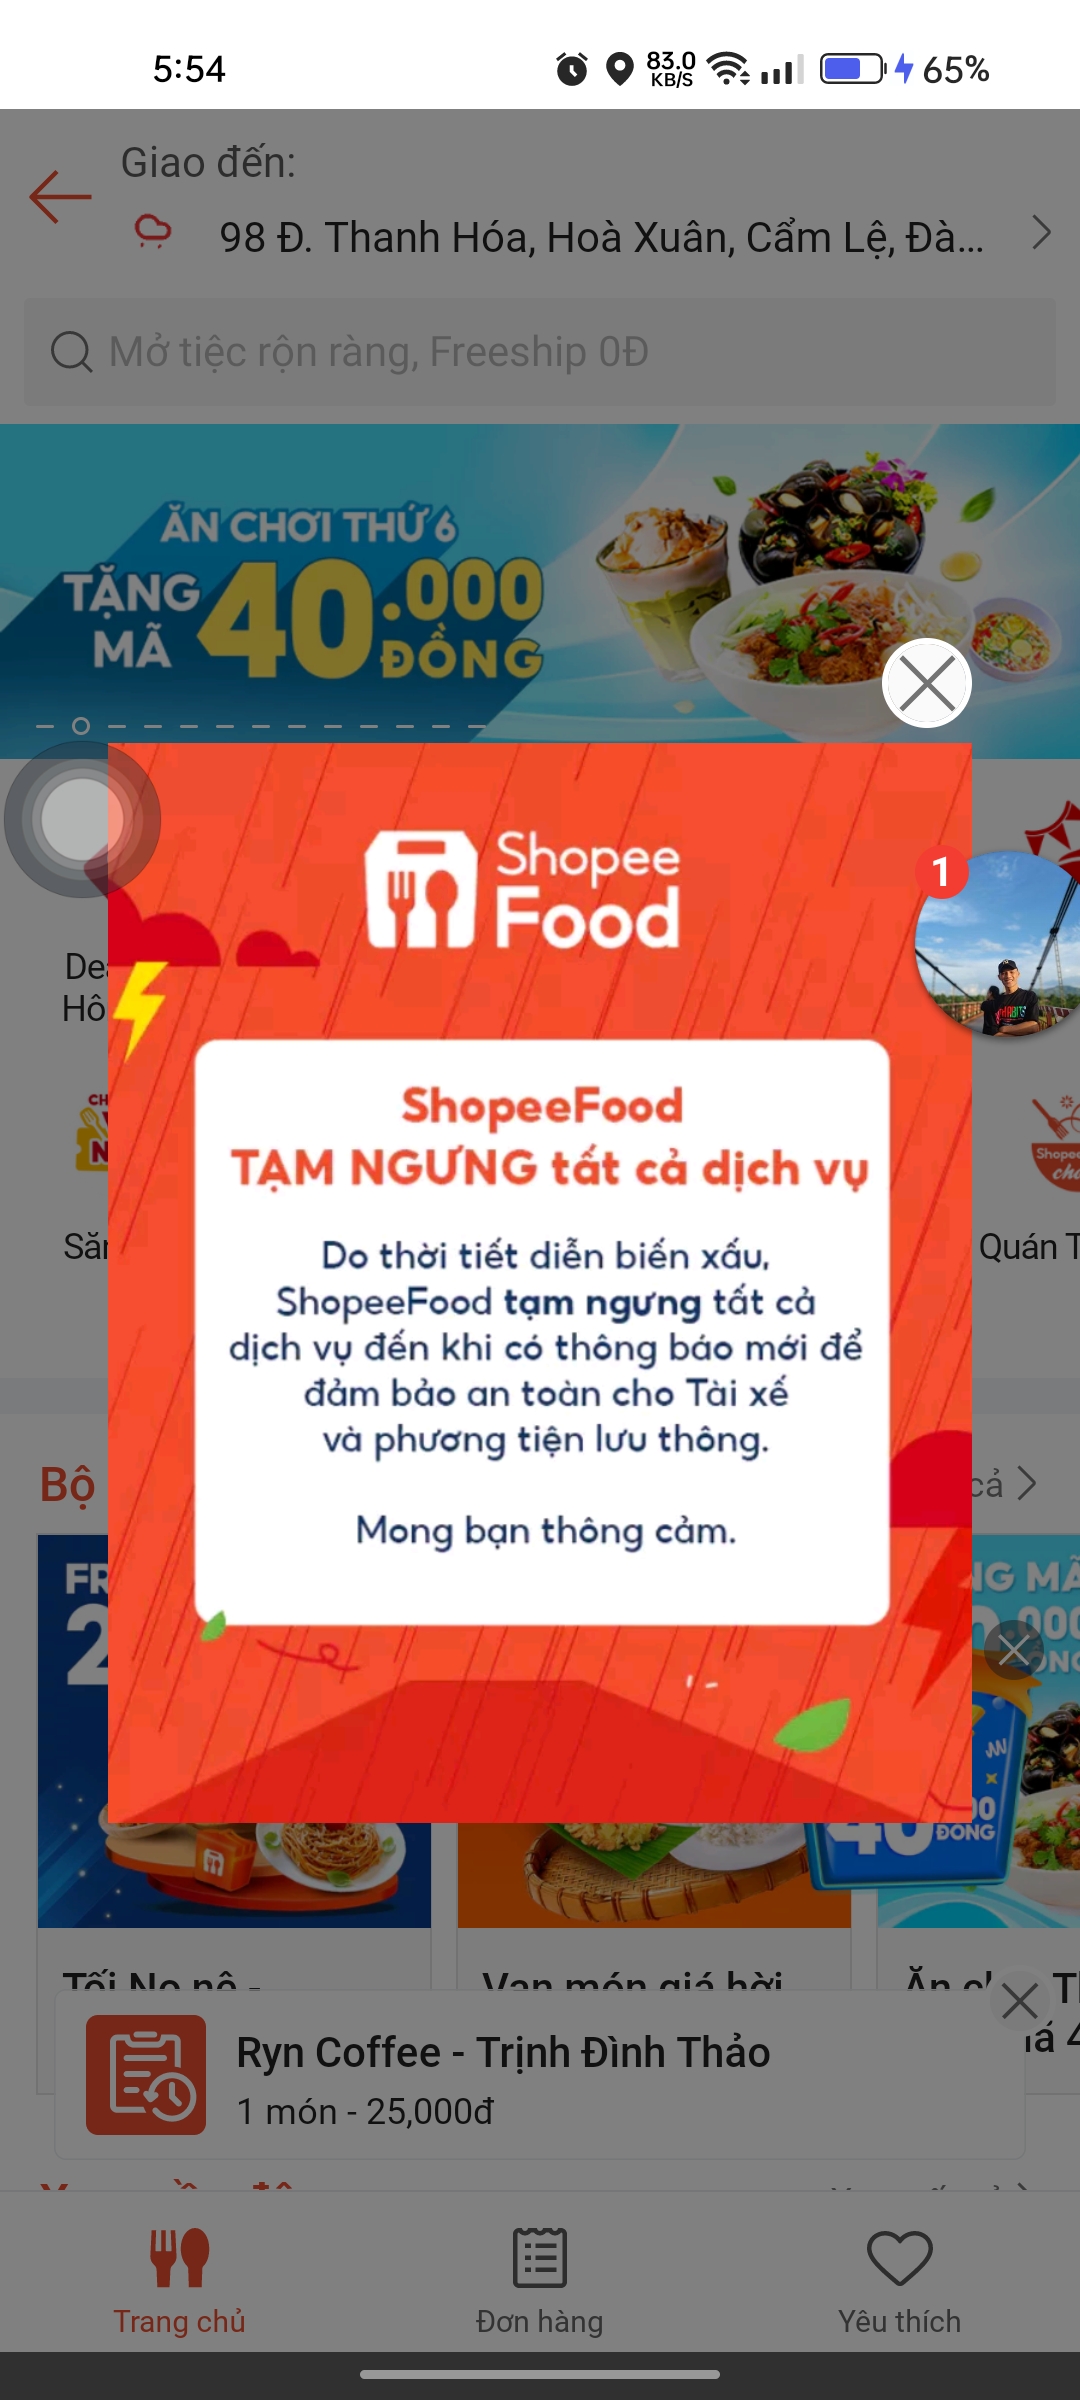 5:54
83.0
KB/S
65%
Giao đến:
98 Đ. Thanh Hóa, Hoà Xuân, Cẩm Lệ, Đà...
Mở tiệc rộn ràng, Freeship 0Đ
ĂN CHƠI THỨ 6
TẶNG MÃ 40.000 ĐỒNG
Shopee
Food
1
ShopeeFood
TẠM NGƯNG tất cả dịch vụ
Do thời tiết diễn biến xấu,
ShopeeFood tạm ngưng tất cả
dịch vụ đến khi có thông báo mới để
đảm bảo an toàn cho Tài xế
và phương tiện lưu thông.
Mong bạn thông cảm.
Quán
Bộ
cả
40
ĐỒNG
Tối No nê -
Vạn món giá hời
Ryn Coffee - Trịnh Đình Thảo
1 món - 25,000đ
Trang chủ
Đơn hàng
Yêu thích